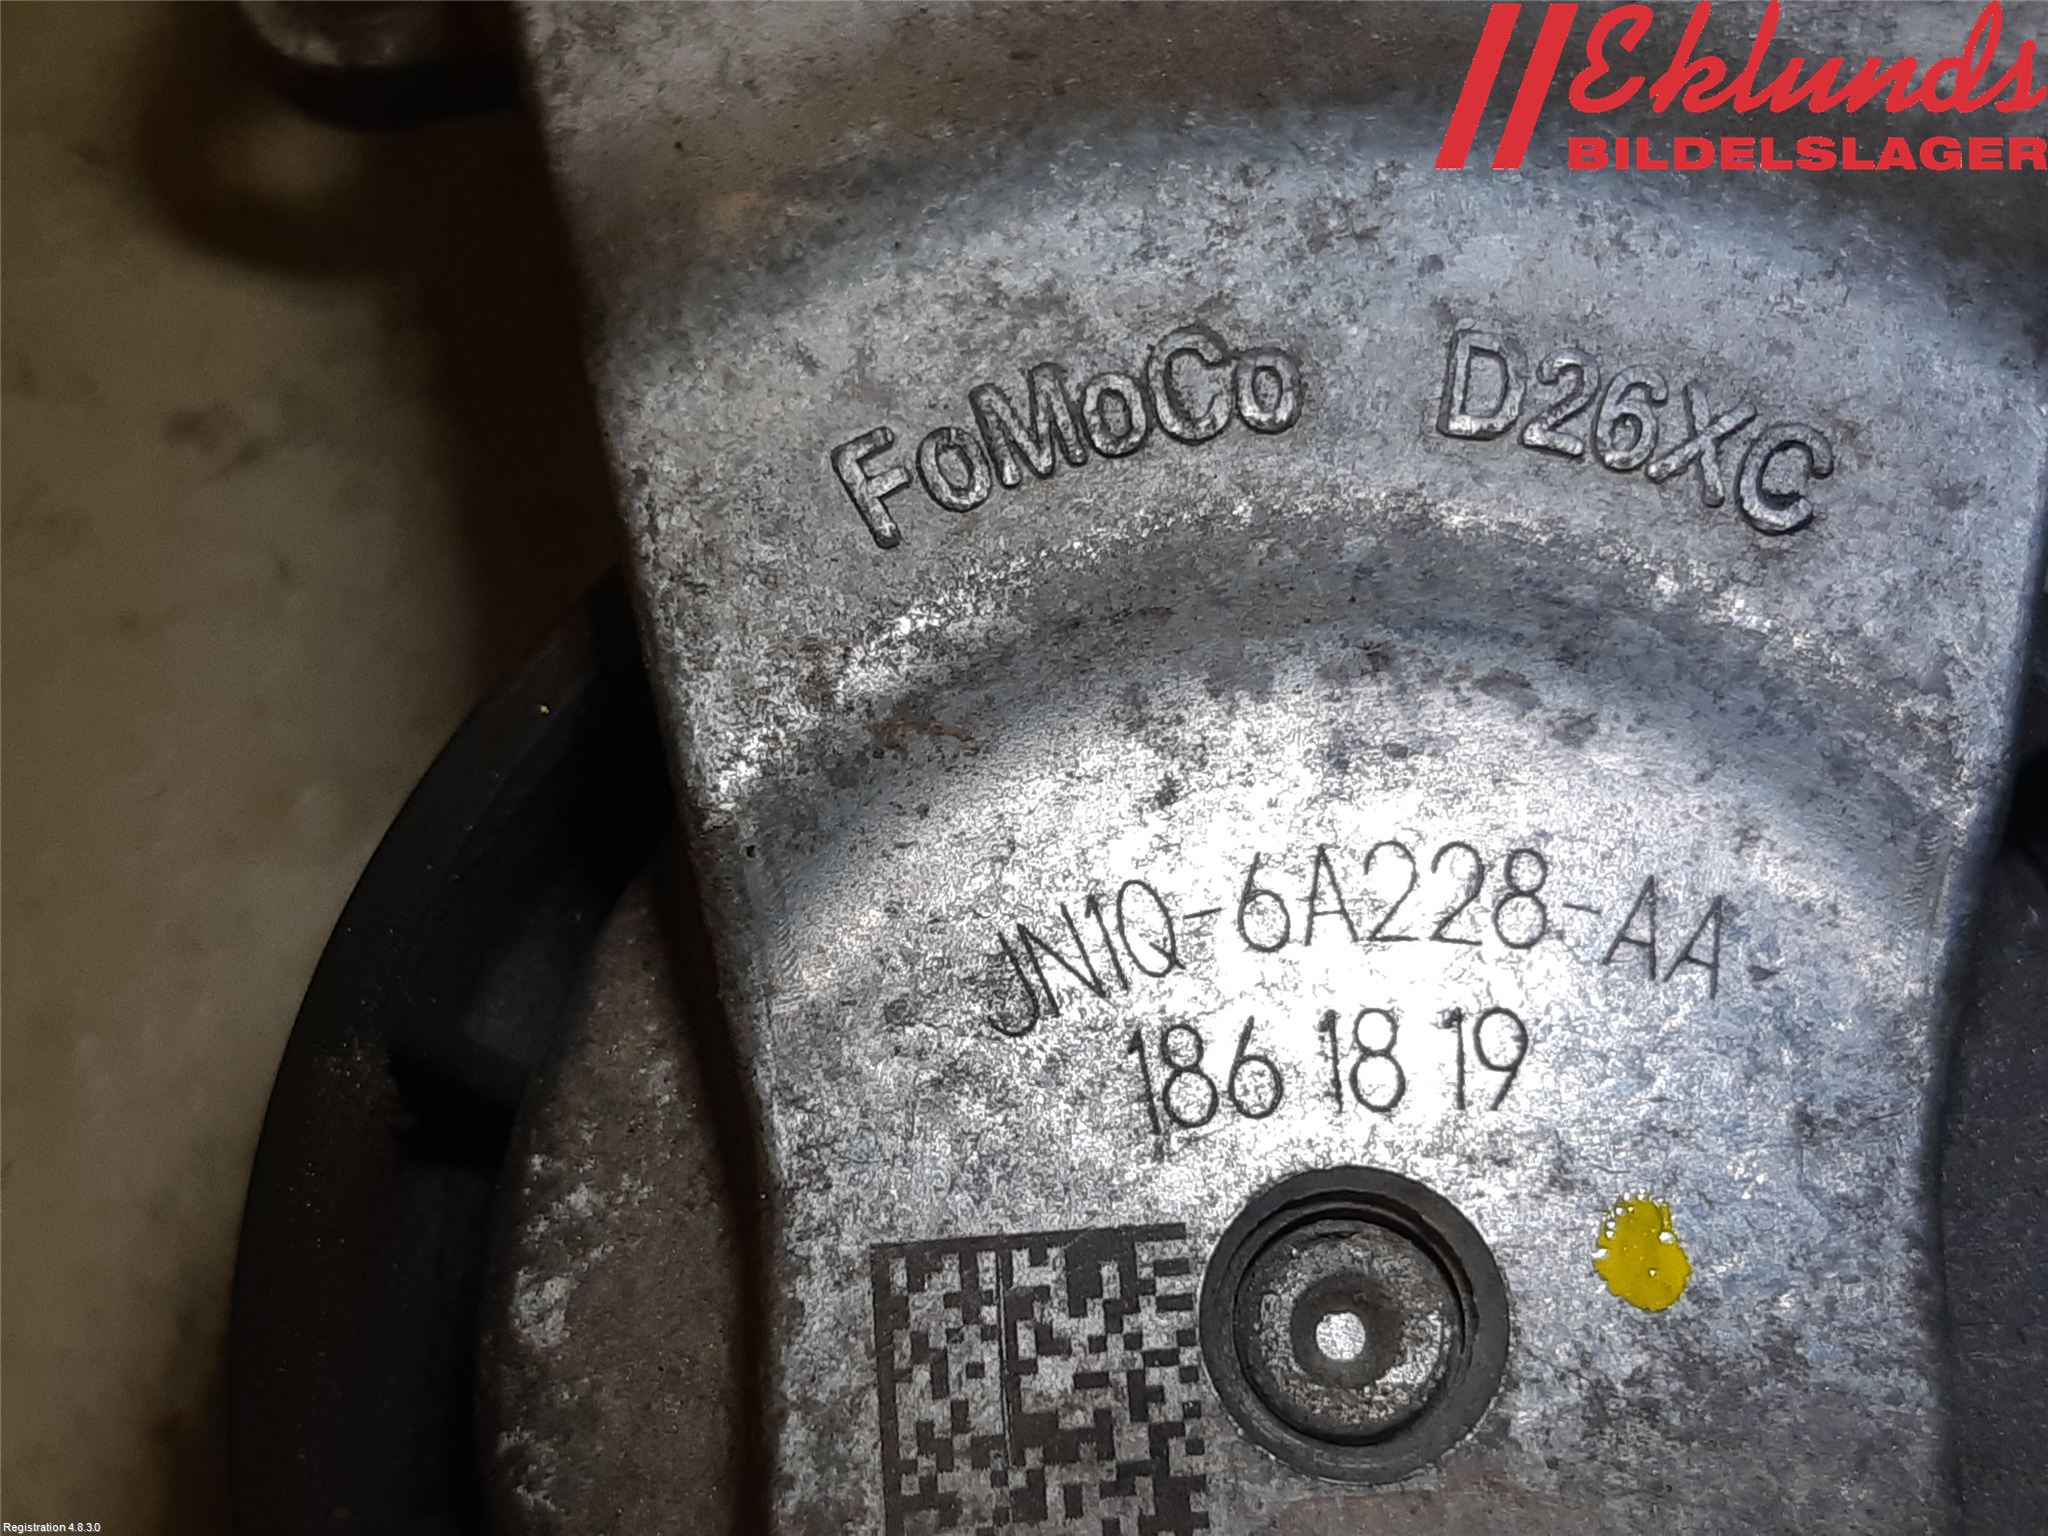 Eklunds
BILDELSLAGER
FoMoCo D26XC
JN1Q-6A228-AA
186 18 19
Registration 4.8.3.0